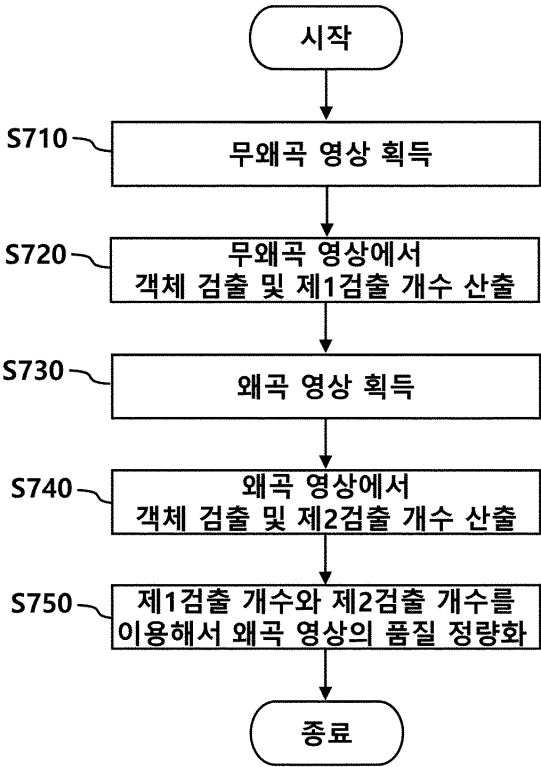 시작
S710
무왜곡 영상 획득
S720
무왜곡 영상에서
객체 검출 및 제1검출 개수 산출
S730
왜곡 영상 획득
S740
왜곡 영상에서
객체 검출 및 제2검출 개수 산출
S750
제1검출 개수와 제2검출 개수를
이용해서 왜곡 영상의 품질 정량화
종료